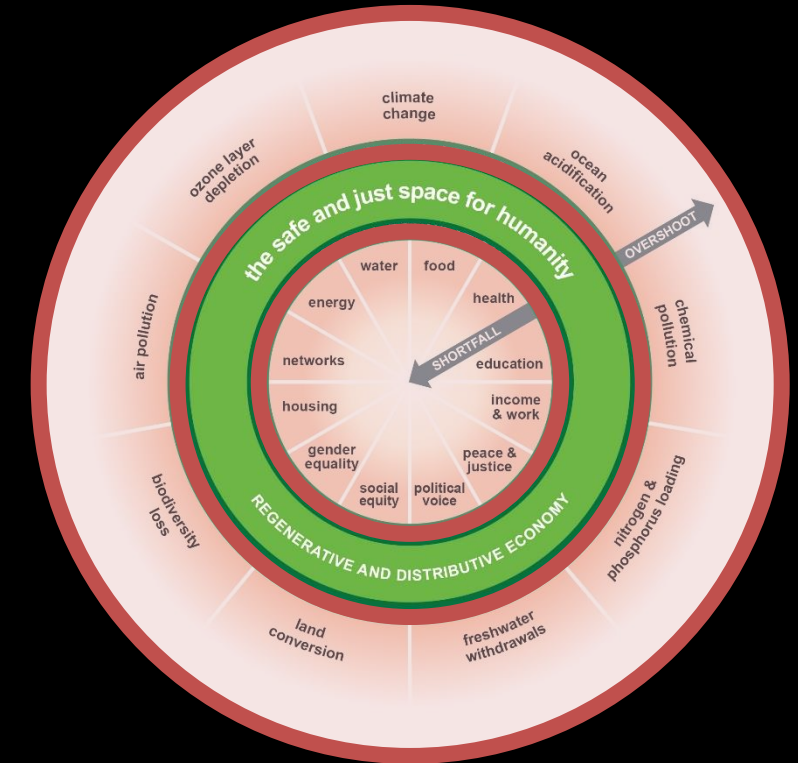 climate
change
ocean
acidification
OVERSHOOT
chemical
pollution
nitrogen &
phosphorus loading
freshwater
withdrawals
land
conversion
biodiversity
loss
air pollution
ozone layer
depletion
the safe and just space for humanity
water
food
health
SHORTFALL
education
income
& work
peace &
justice
political
voice
social
equity
gender
equality
housing
networks
energy
REGENERATIVE AND DISTRIBUTIVE ECONOMY